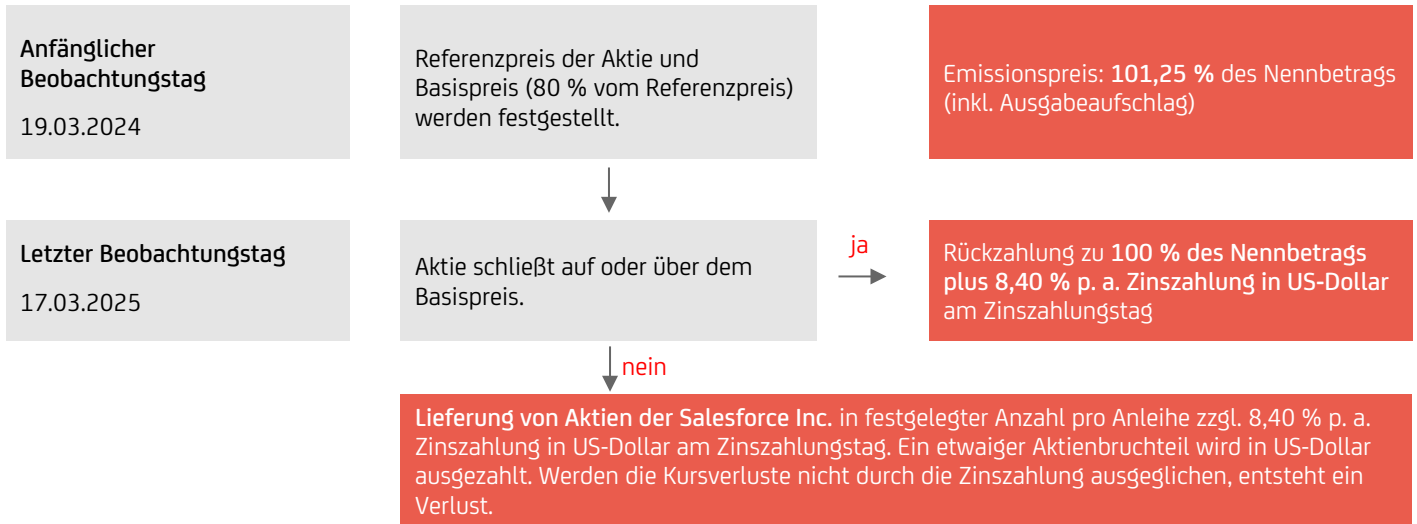 Anfänglicher
Beobachtungstag
19.03.2024
Referenzpreis der Aktie und
Basispreis (80 % vom Referenzpreis)
werden festgestellt.
Emissionspreis: 101,25 % des Nennbetrags
(inkl. Ausgabeaufschlag)
Letzter Beobachtungstag
17.03.2025
Aktie schließt auf oder über dem
Basispreis.
ja
Rückzahlung zu 100 % des Nennbetrags
plus 8,40 % p. a. Zinszahlung in US-Dollar
am Zinszahlungstag
nein
Lieferung von Aktien der Salesforce Inc. in festgelegter Anzahl pro Anleihe zzgl. 8,40 % p. a.
Zinszahlung in US-Dollar am Zinszahlungstag. Ein etwaiger Aktienbruchteil wird in US-Dollar
ausgezahlt. Werden die Kursverluste nicht durch die Zinszahlung ausgeglichen, entsteht ein
Verlust.